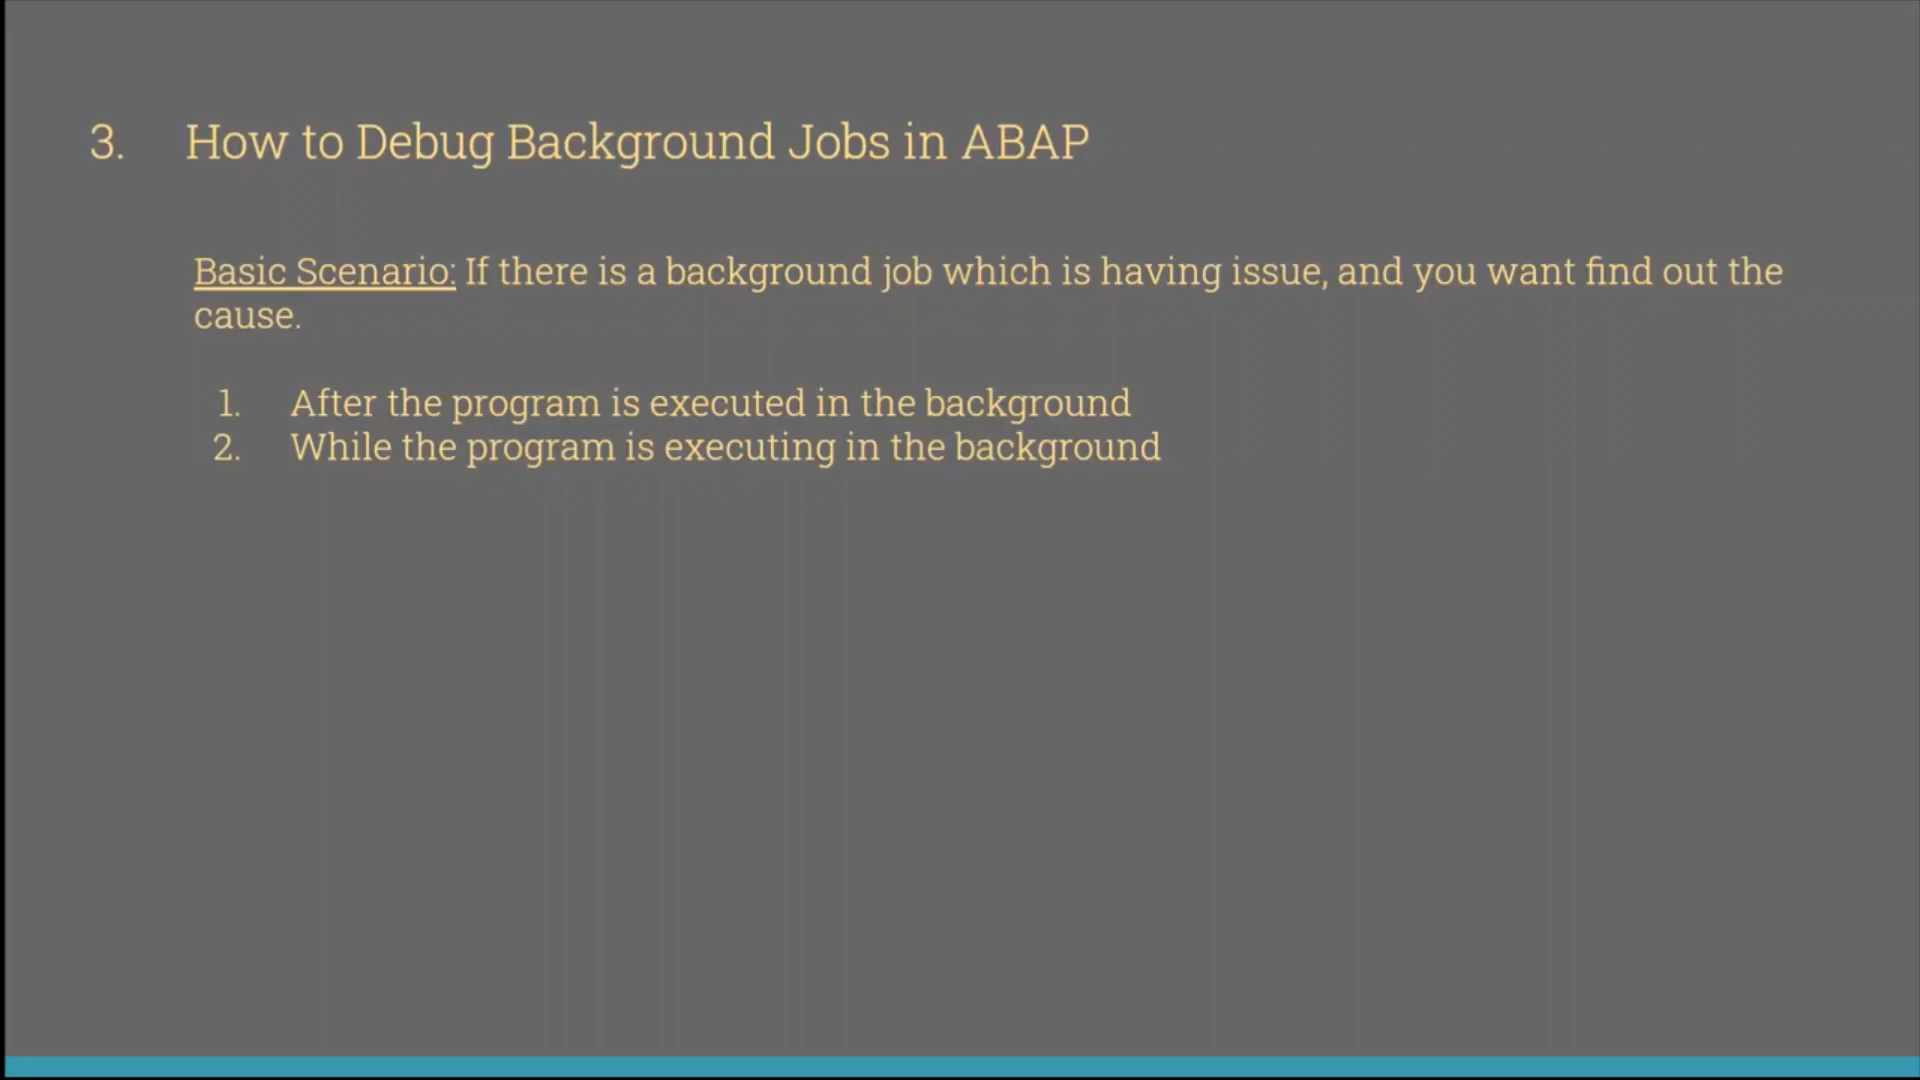 3. How to Debug Background Jobs in ABAP
Basic Scenario: If there is a background job which is having issue, and you want find out the
cause.
1. After the program is executed in the background
2. While the program is executing in the background